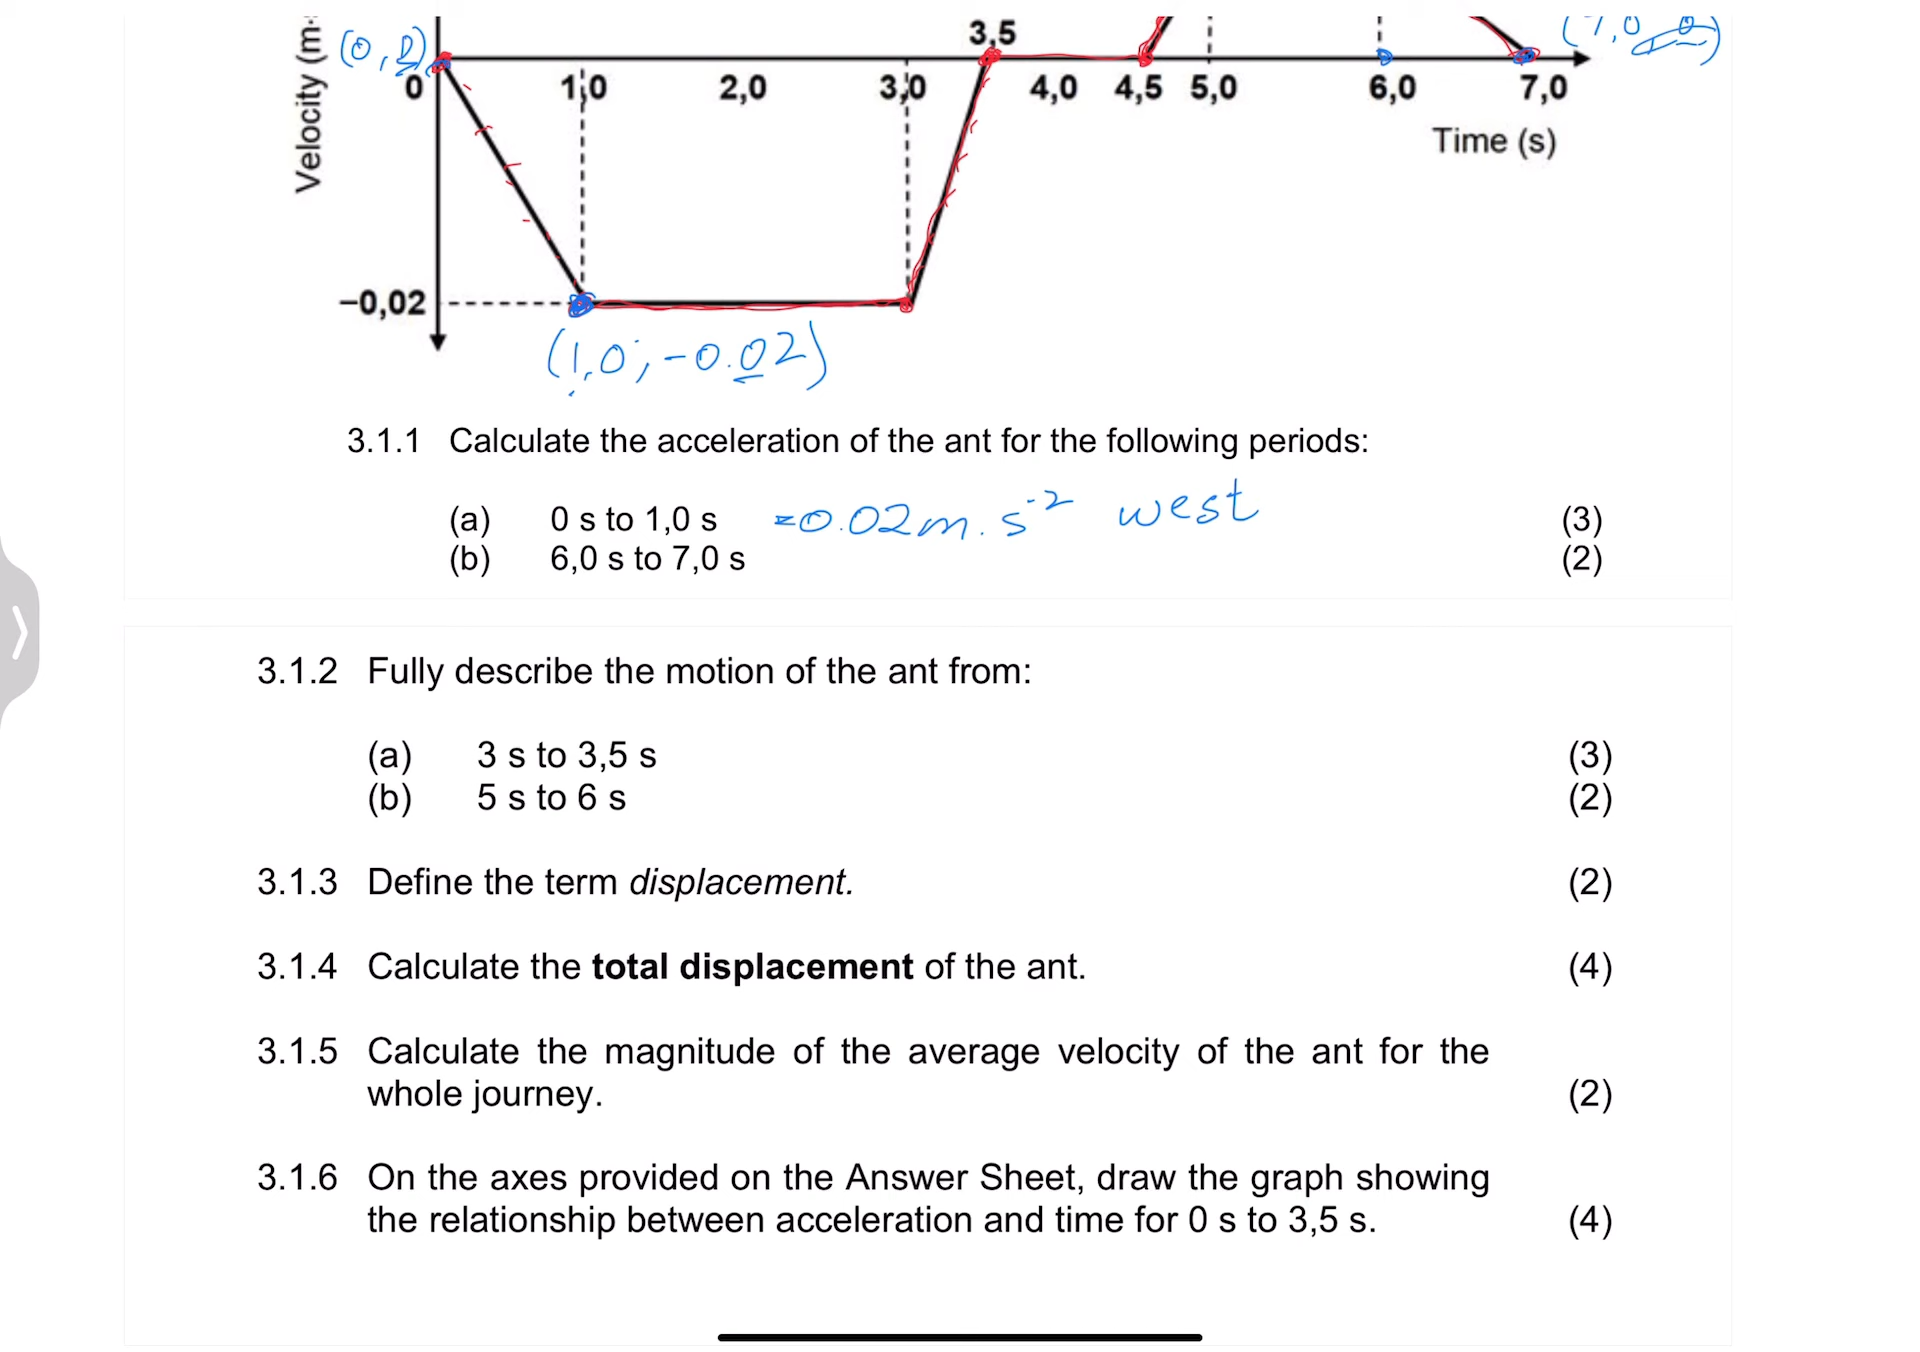 Velocity (m·
(0,0)
3,5
(7,0
0
1,0
2,0
3,0
4,0
4,5
5,0
6,0
7,0
Time (s)
−0,02
(1,0;-0.02)
3.1.1 Calculate the acceleration of the ant for the following periods:
(a) 0 s to 1,0 s =0.02m.s⁻² west (3)
(b) 6,0 s to 7,0 s (2)
3.1.2 Fully describe the motion of the ant from:
(a) 3 s to 3,5 s (3)
(b) 5 s to 6 s (2)
3.1.3 Define the term displacement. (2)
3.1.4 Calculate the total displacement of the ant. (4)
3.1.5 Calculate the magnitude of the average velocity of the ant for the
whole journey. (2)
3.1.6 On the axes provided on the Answer Sheet, draw the graph showing
the relationship between acceleration and time for 0 s to 3,5 s. (4)